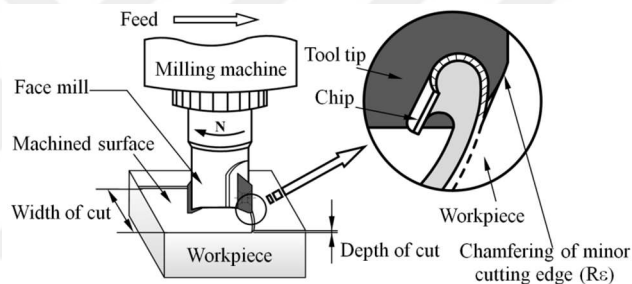 Feed
Milling machine
Face mill
N
Machined surface
Width of cut
Workpiece
Depth of cut
Tool tip
Chip
Workpiece
Chamfering of minor
cutting edge (Rε)